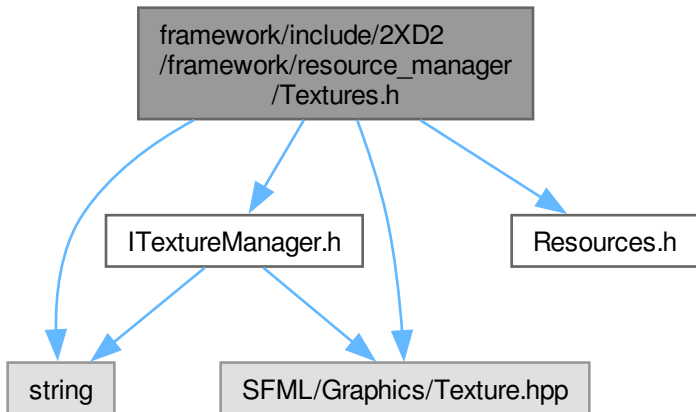 framework/include/2XD2
/framework/resource_manager
/Textures.h
ITextureManager.h
Resources.h
string
SFML/Graphics/Texture.hpp